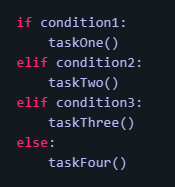 if condition1:
    taskOne()
elif condition2:
    taskTwo()
elif condition3:
    taskThree()
else:
    taskFour()